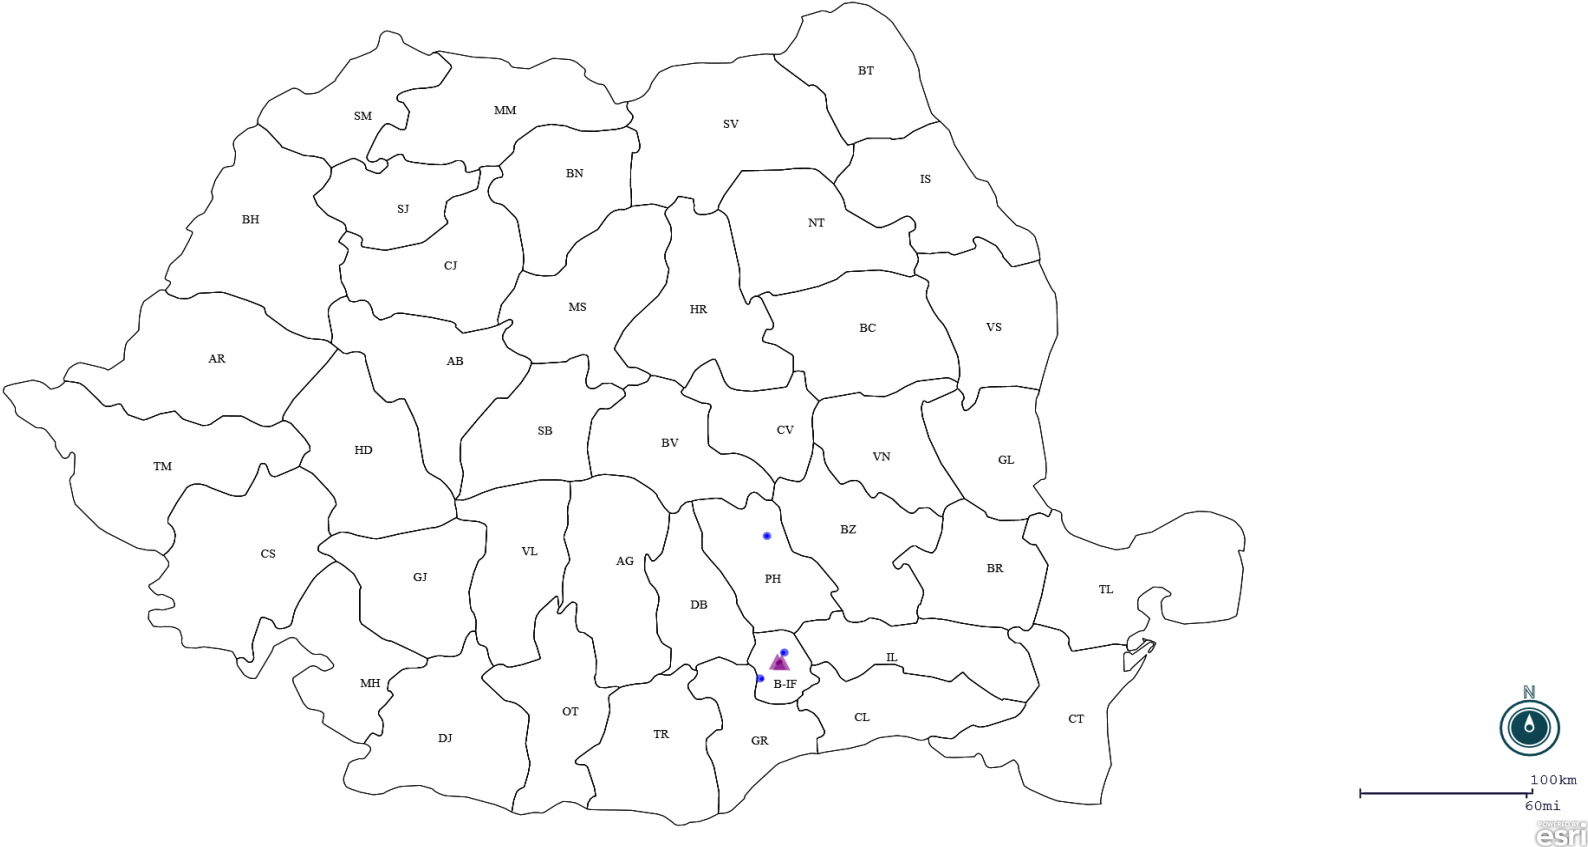 BT
MM
SM
SV
BN
IS
SJ
BH
NT
CJ
MS
HR
BC
VS
AR
AB
SB
CV
BV
HD
VN
GL
TM
BZ
VL
CS
AG
BR
GJ
PH
TL
DB
IL
MH
B-IF
OT
CL
CT
TR
DJ
GR
N
100km
60mi
POWERED BY
esri